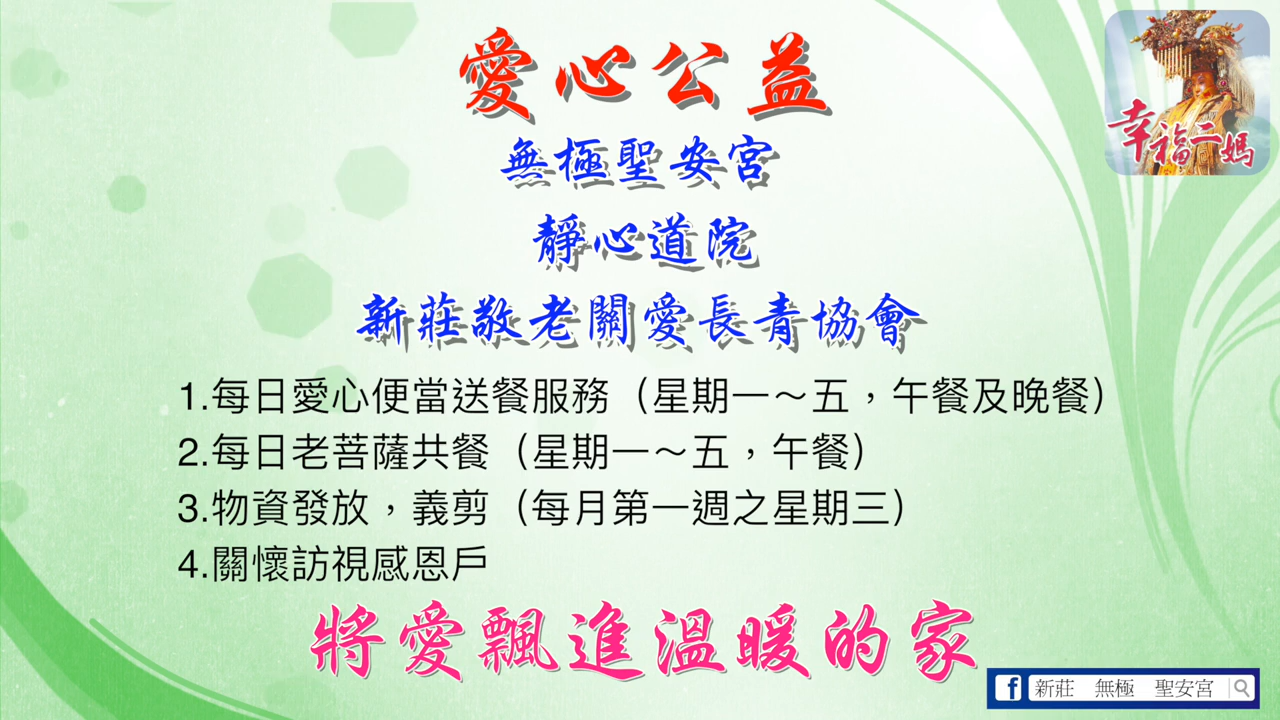 愛心公益
幸福二媽
無極聖安宮
靜心道院
新莊敬老關愛長青協會
1.每日愛心便當送餐服務（星期一～五，午餐及晚餐）
2.每日老菩薩共餐（星期一～五，午餐）
3.物資發放，義剪（每月第一週之星期三）
4.關懷訪視感恩戶
將愛飄進溫暖的家
f 新莊 無極 聖安宮